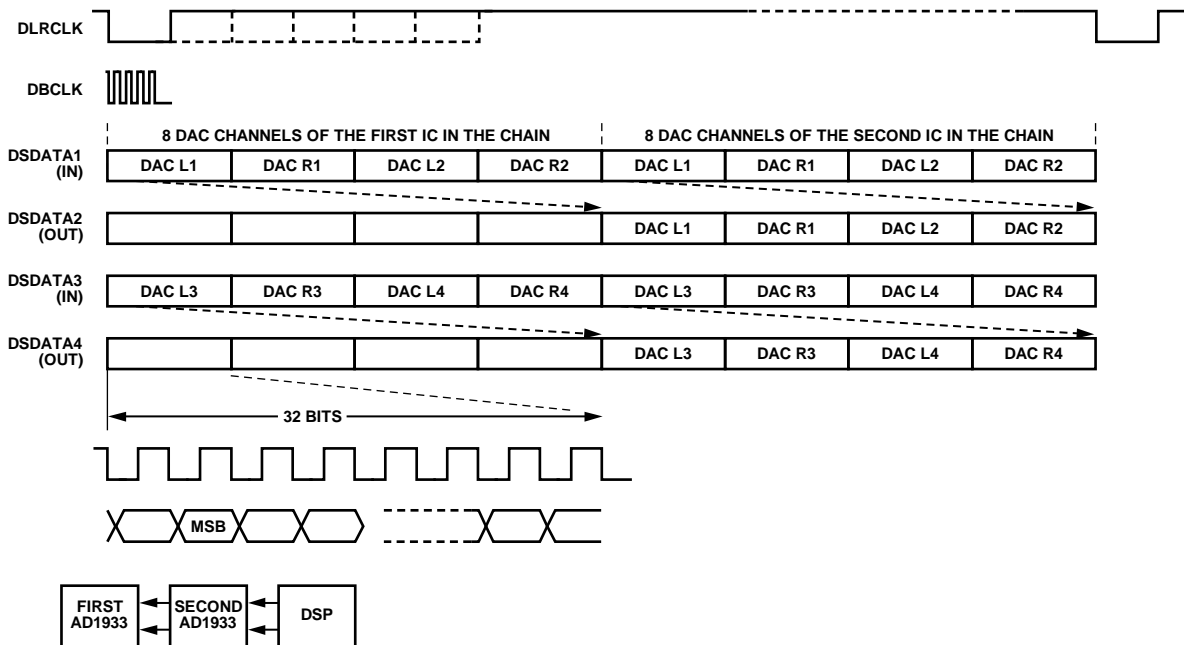 DLRCLK
DBCLK
8 DAC CHANNELS OF THE FIRST IC IN THE CHAIN
8 DAC CHANNELS OF THE SECOND IC IN THE CHAIN
DSDATA1
(IN)
DAC L1
DAC R1
DAC L2
DAC R2
DAC L1
DAC R1
DAC L2
DAC R2
DSDATA2
(OUT)
DAC L1
DAC R1
DAC L2
DAC R2
DSDATA3
(IN)
DAC L3
DAC R3
DAC L4
DAC R4
DAC L3
DAC R3
DAC L4
DAC R4
DSDATA4
(OUT)
DAC L3
DAC R3
DAC L4
DAC R4
32 BITS
MSB
FIRST
AD1933
SECOND
AD1933
DSP